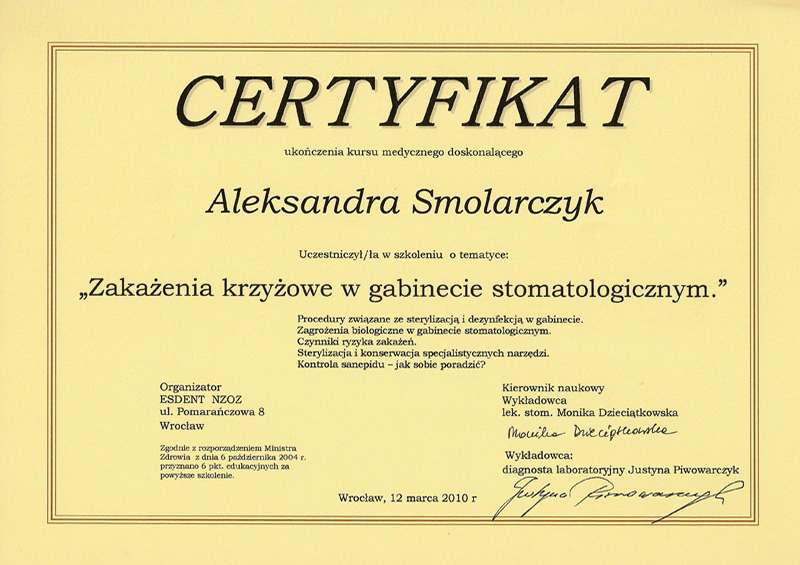 CERTYFIKAT
ukończenia kursu medycznego doskonalącego
Aleksandra Smolarczyk
Uczestniczył/ła w szkoleniu o tematyce:
„Zakażenia krzyżowe w gabinecie stomatologicznym.”
Procedury związane ze sterylizacją i dezynfekcją w gabinecie.
Zagrożenia biologiczne w gabinecie stomatologicznym.
Czynniki ryzyka zakażeń.
Sterylizacja i konserwacja specjalistycznych narzędzi.
Kontrola sanepidu – jak sobie poradzić?
Organizator
ESDENT NZOZ
ul. Pomarańczowa 8
Wrocław
Zgodnie z rozporządzeniem Ministra
Zdrowia z dnia 6 października 2004 r.
przyznano 6 pkt. edukacyjnych za
powyższe szkolenie.
Kierownik naukowy
Wykładowca
lek. stom. Monika Dzieciątkowska
Monika Dzieciątkowska
Wykładowca:
diagnosta laboratoryjny Justyna Piwowarczyk
Justyna Piwowarczyk
Wrocław, 12 marca 2010 r